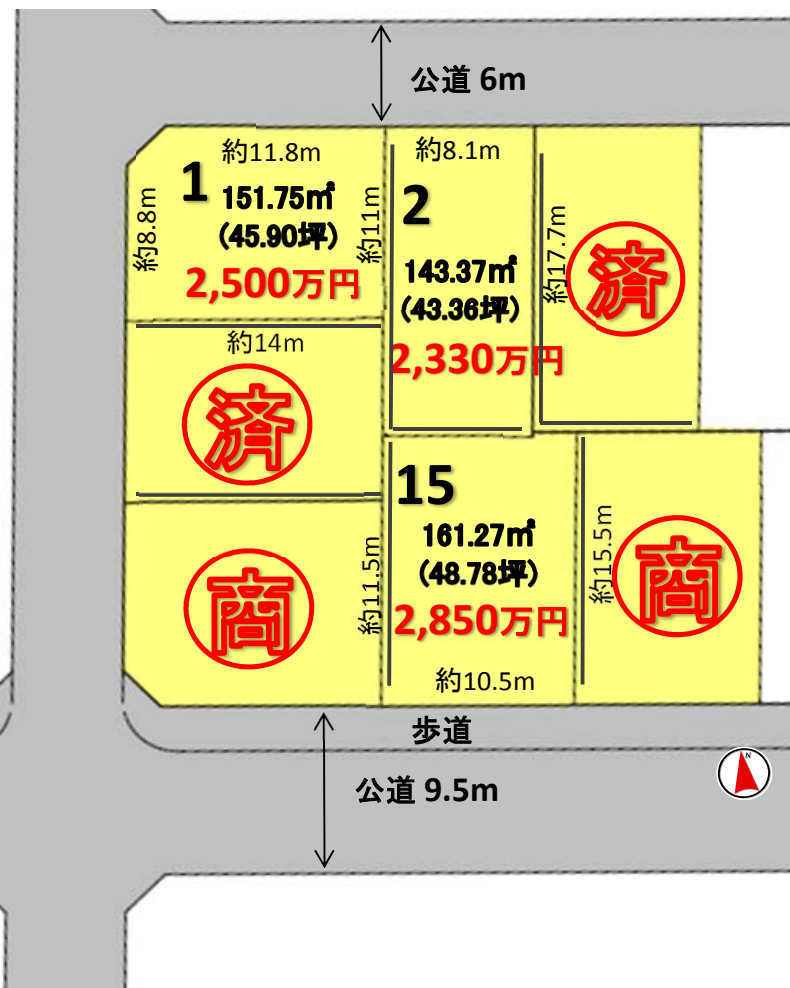 公道 6m
約11.8m
約8.1m
1
151.75㎡
(45.90坪)
2,500万円
約8.8m
約11m
2
143.37㎡
(43.36坪)
2,330万円
約17.7m
済
約14m
済
15
161.27㎡
(48.78坪)
2,850万円
約11.5m
約10.5m
約15.5m
商
商
歩道
公道 9.5m
N